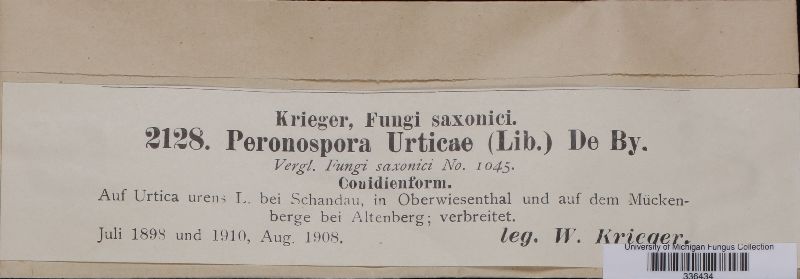 Krieger, Fungi saxonici.
2128. Peronospora Urticae (Lib.) De By.
Vergl. Fungi saxonici No. 1045.
Conidienform.
Auf Urtica urens L. bei Schandau, in Oberwiesenthal und auf dem Mücken-
berge bei Altenberg; verbreitet.
Juli 1898 und 1910, Aug. 1908. leg. W. Krieger.
University of Michigan Fungus Collection
336434